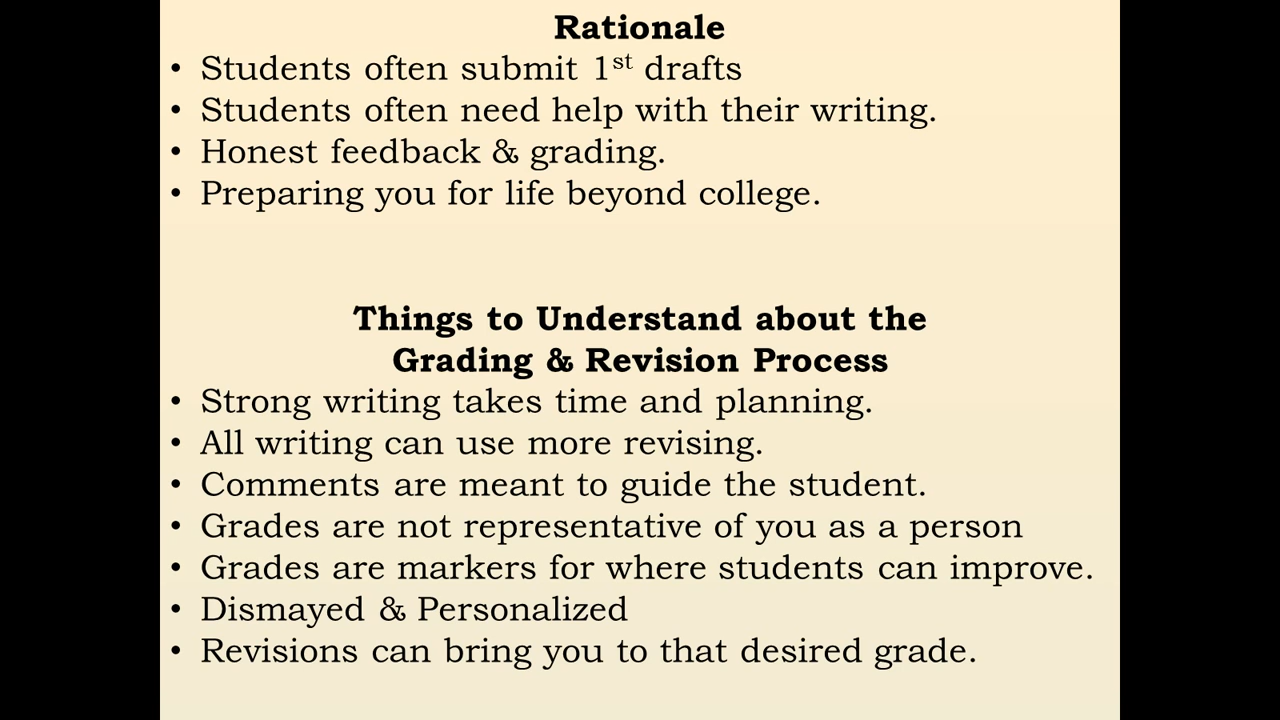 Rationale
• Students often submit 1st drafts
• Students often need help with their writing.
• Honest feedback & grading.
• Preparing you for life beyond college.
Things to Understand about the
Grading & Revision Process
• Strong writing takes time and planning.
• All writing can use more revising.
• Comments are meant to guide the student.
• Grades are not representative of you as a person
• Grades are markers for where students can improve.
• Dismayed & Personalized
• Revisions can bring you to that desired grade.